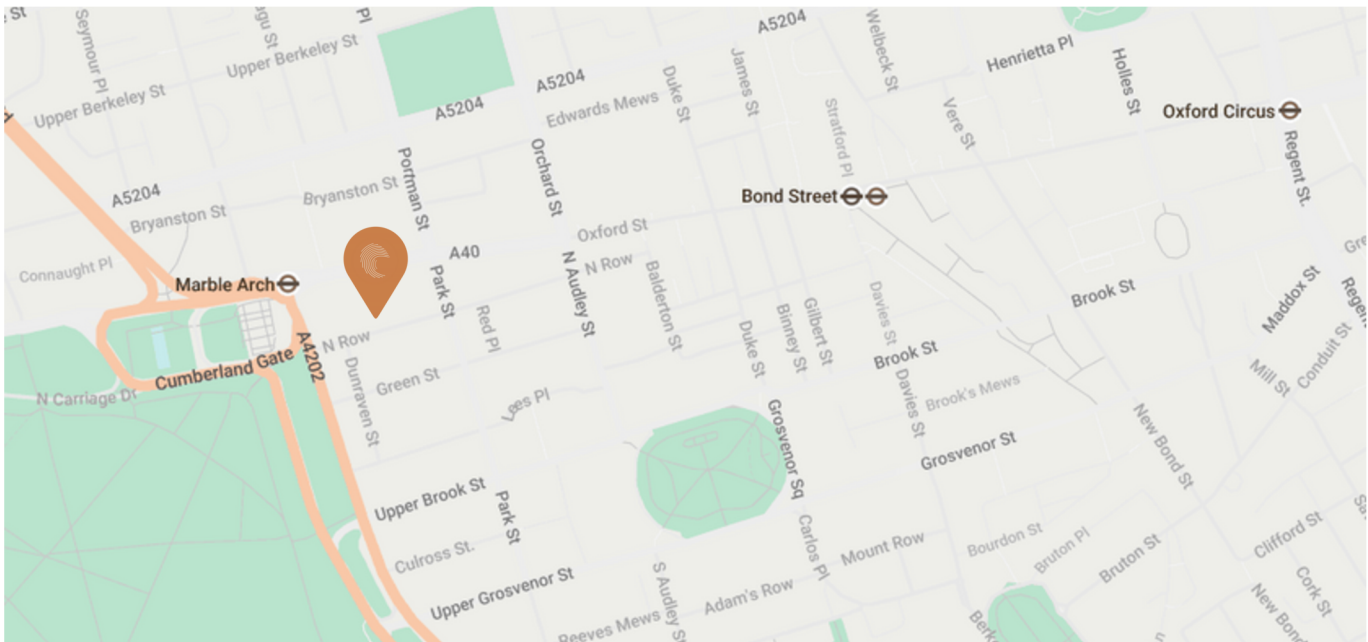 Seymour Pl
Upper Berkeley St
Upper Berkeley St
Pl
A5204
A5204
A5204
A5204
Edwards Mews
Duke St
James St
Welbeck St
Henrietta Pl
Holles St
Vere St
Stratford Pl
Oxford Circus
Regent St.
Bryanston St
Bryanston St
Portman St
Orchard St
Bond Street
Connaught Pl
Marble Arch
A40
Oxford St
N Row
N Row
Park St
N Audley St
Balderton St
Red Pl
Duke St
Binney St
Gilbert St
Davies St
Brook St
Brook St
Maddox St
Conduit St
Mill St
Cumberland Gate
A4202
N Carriage Dr
Dunraven St
Green St
Lees Pl
Davies St
Brook's Mews
Grosvenor St
Grosvenor Sq
New Bond St
Upper Brook St
Park St
Culross St.
Upper Grosvenor St
Reeves Mews
S Audley St
Adam's Row
Carlos Pl
Mount Row
Bourdon St
Bruton Pl
Bruton St
Clifford St
Cork St